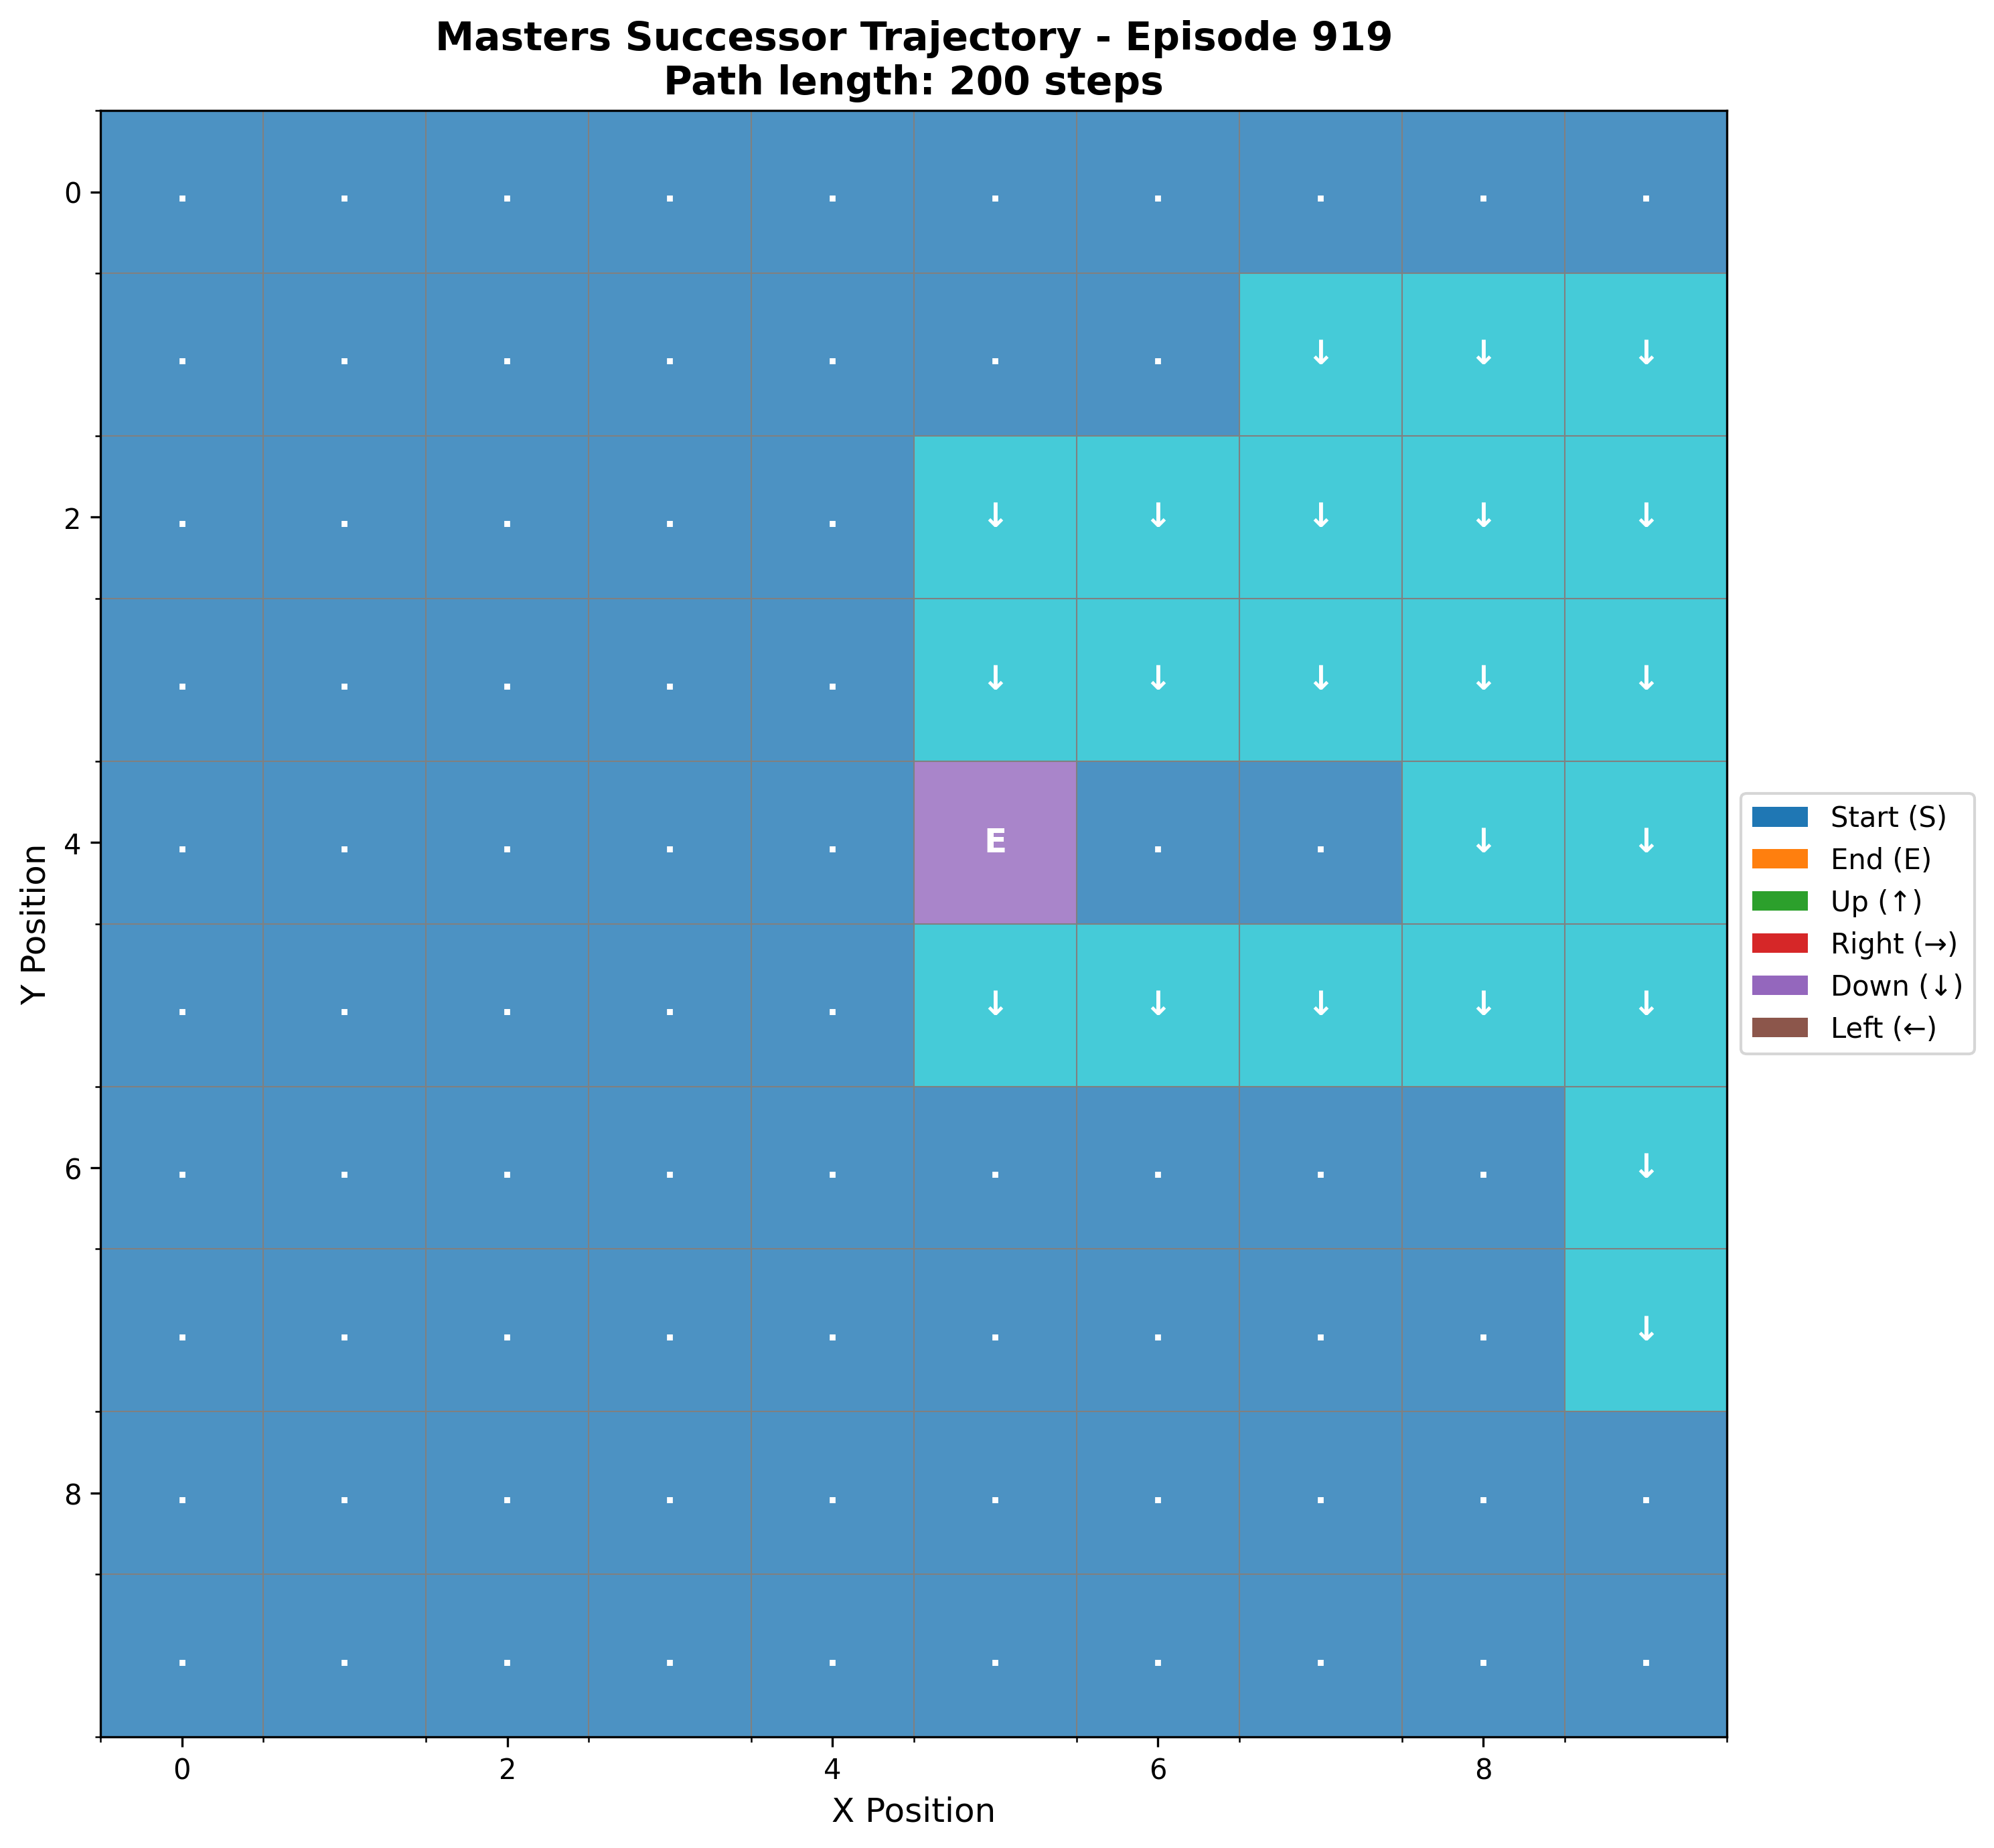 Masters Successor Trajectory - Episode 919
Path length: 200 steps
0 . . . . . . . . . .
. . . . . . . ↓ ↓ ↓
2 . . . . . ↓ ↓ ↓ ↓ ↓
. . . . . ↓ ↓ ↓ ↓ ↓
4 . . . . . E . . ↓ ↓
. . . . . ↓ ↓ ↓ ↓ ↓
6 . . . . . . . . . ↓
. . . . . . . . . ↓
8 . . . . . . . . . .
. . . . . . . . . .
0 2 4 6 8
X Position
Y Position
Start (S)
End (E)
Up (↑)
Right (→)
Down (↓)
Left (←)